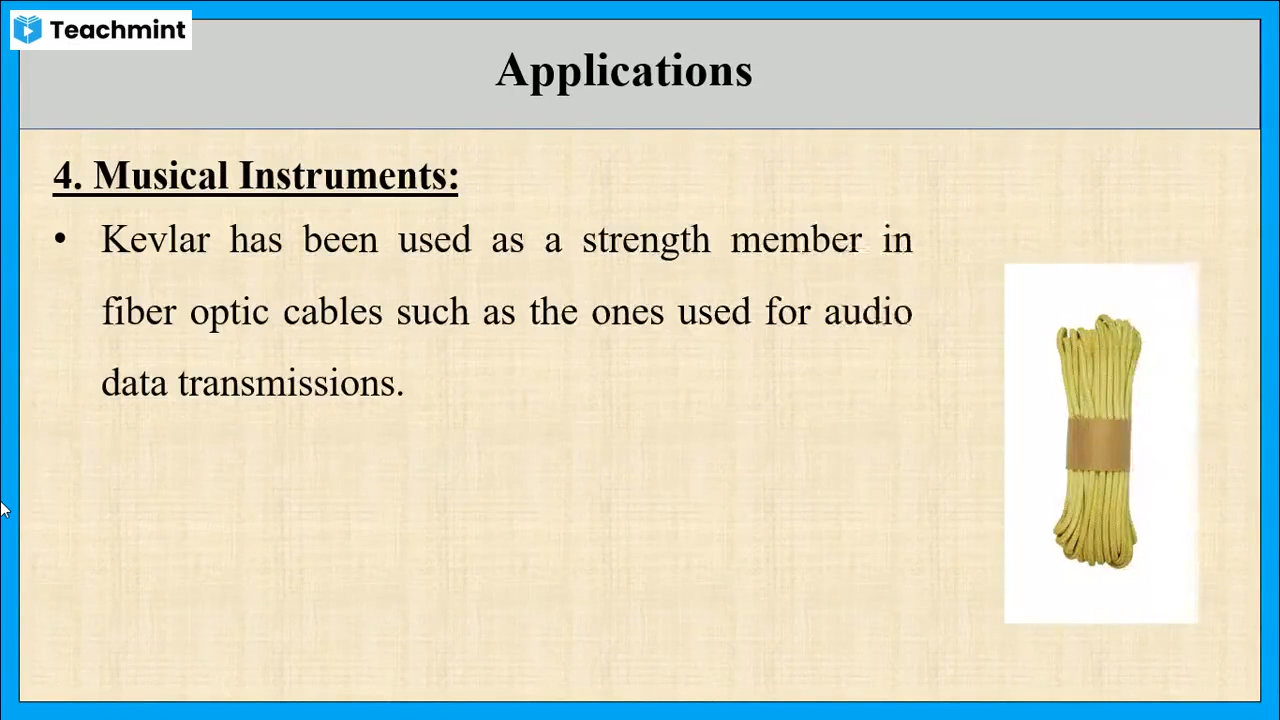 Teachmint
Applications
4. Musical Instruments:
• Kevlar has been used as a strength member in
fiber optic cables such as the ones used for audio
data transmissions.